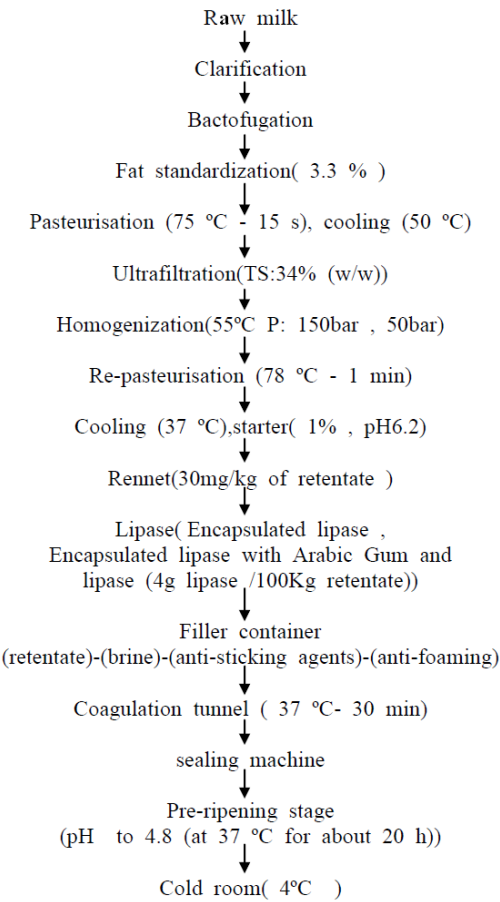 Raw milk
Clarification
Bactofugation
Fat standardization( 3.3 % )
Pasteurisation (75 ºC - 15 s), cooling (50 ºC)
Ultrafiltration(TS:34% (w/w))
Homogenization(55ºC P: 150bar , 50bar)
Re-pasteurisation (78 ºC - 1 min)
Cooling (37 ºC),starter( 1% , pH6.2)
Rennet(30mg/kg of retentate )
Lipase( Encapsulated lipase ,
Encapsulated lipase with Arabic Gum and
lipase (4g lipase /100Kg retentate))
Filler container
(retentate)-(brine)-(anti-sticking agents)-(anti-foaming)
Coagulation tunnel ( 37 ºC- 30 min)
sealing machine
Pre-ripening stage
(pH to 4.8 (at 37 ºC for about 20 h))
Cold room( 4ºC )